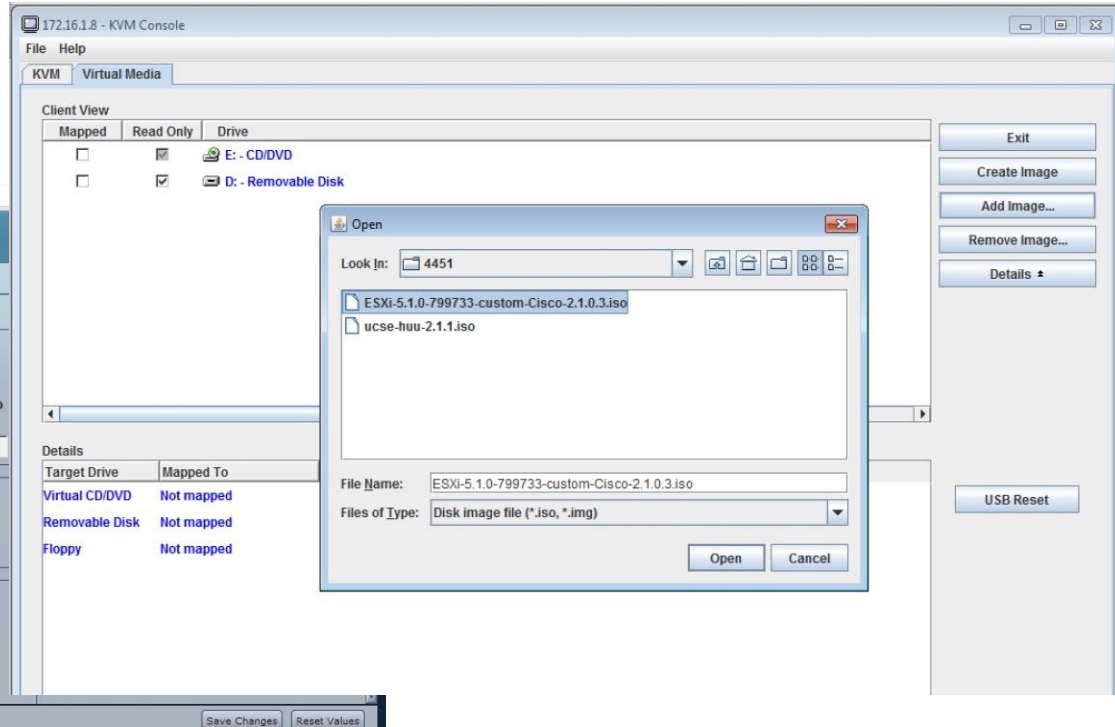 172.16.1.8 - KVM Console
File Help
KVM Virtual Media
Client View
Mapped Read Only Drive
E: - CD/DVD
D: - Removable Disk
Exit
Create Image
Add Image...
Remove Image...
Details
Open
Look In: 4451
ESXi-5.1.0-799733-custom-Cisco-2.1.0.3.iso
ucse-huu-2.1.1.iso
File Name: ESXi-5.1.0-799733-custom-Cisco-2.1.0.3.iso
Files of Type: Disk image file (*.iso, *.img)
Open Cancel
Details
Target Drive Mapped To
Virtual CD/DVD Not mapped
Removable Disk Not mapped
Floppy Not mapped
USB Reset
Save Changes Reset Values